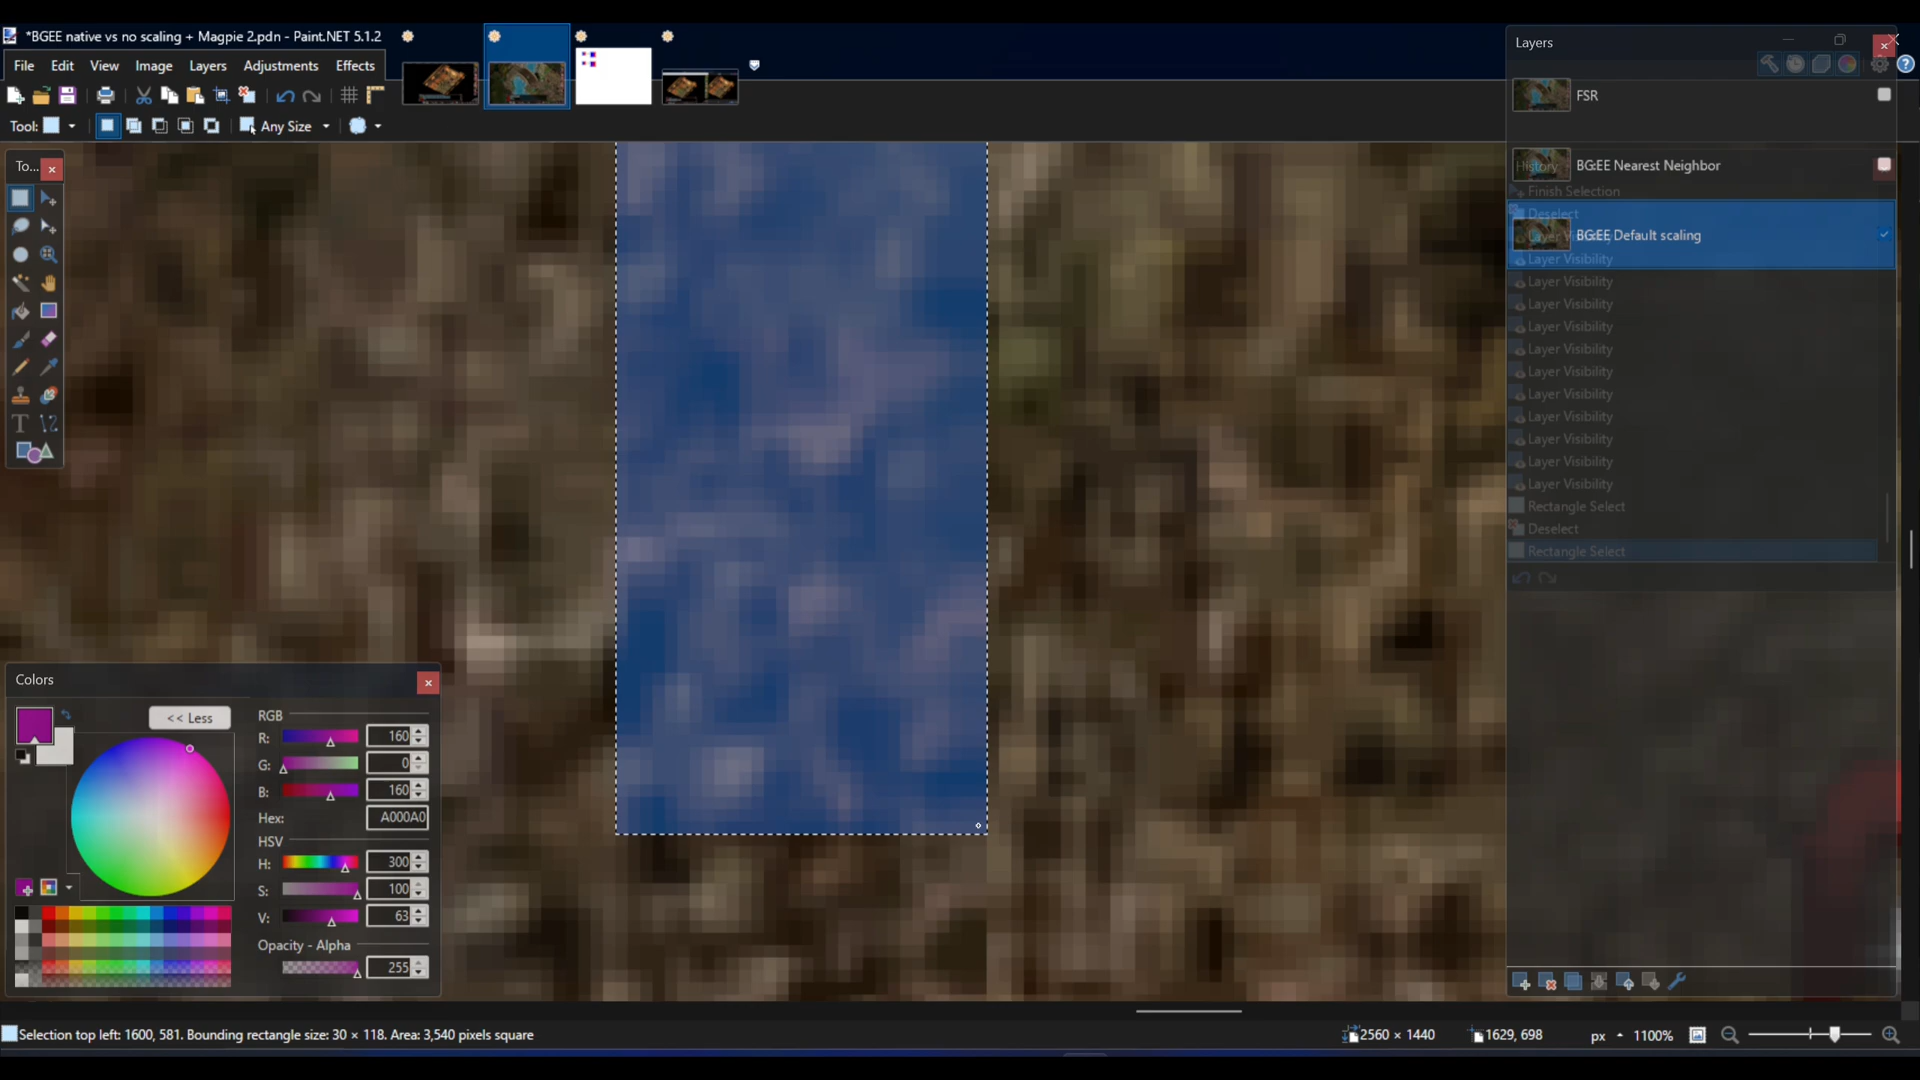 *BGEE native vs no scaling + Magpie 2.pdn - Paint.NET 5.1.2
File Edit View Image Layers Adjustments Effects
Tool: Any Size
To...
Layers
FSR
BG:EE Nearest Neighbor
History
Finish Selection
Deselect
BG:EE Default scaling
Layer Visibility
Layer Visibility
Layer Visibility
Layer Visibility
Layer Visibility
Layer Visibility
Layer Visibility
Layer Visibility
Layer Visibility
Layer Visibility
Layer Visibility
Rectangle Select
Deselect
Rectangle Select
Colors
<< Less
RGB
R: 160
G: 0
B: 160
Hex: A000A0
HSV
H: 300
S: 100
V: 63
Opacity - Alpha
255
Selection top left: 1600, 581. Bounding rectangle size: 30 × 118. Area: 3,540 pixels square
2560 × 1440
1629, 698
px
1100%